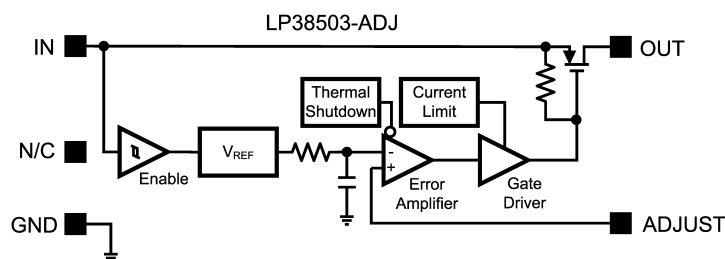 LP38503-ADJ
IN
OUT
Thermal
Shutdown
Current
Limit
N/C
Enable
VREF
-
+
Error
Amplifier
Gate
Driver
GND
ADJUST